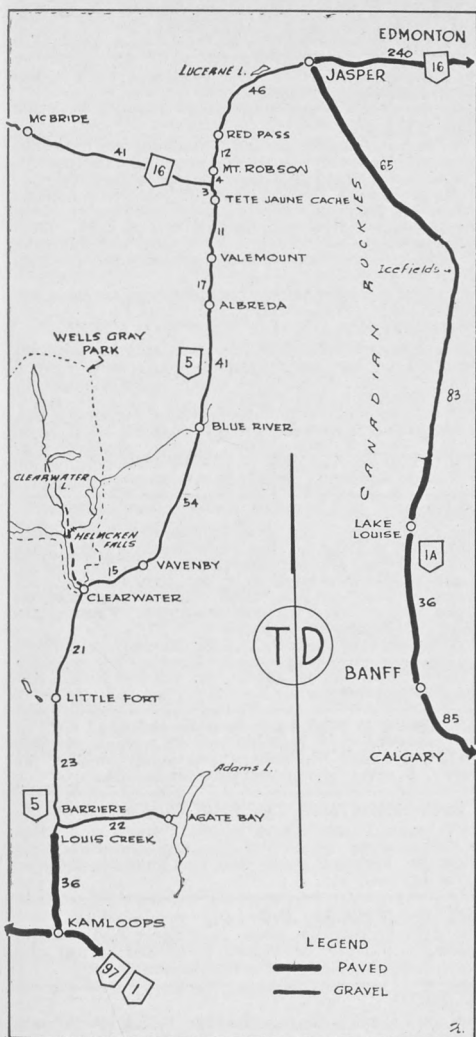 EDMONTON
240
16
JASPER
LUCERNE L.
46
McBRIDE
RED PASS
12
41
16
MT. ROBSON
4
3
TETE JAUNE CACHE
65
11
CANADIAN ROCKIES
VALEMOUNT
Icefields
17
ALBREDA
WELLS GRAY
PARK
5
41
83
BLUE RIVER
CLEARWATER
L.
54
LAKE
LOUISE
HELMCKEN
FALLS
1A
15
VAVENBY
CLEARWATER
36
21
TD
BANFF
LITTLE FORT
85
CALGARY
23
Adams L.
5
BARRIERE
22
AGATE BAY
LOUIS CREEK
36
KAMLOOPS
97
1
LEGEND
PAVED
GRAVEL